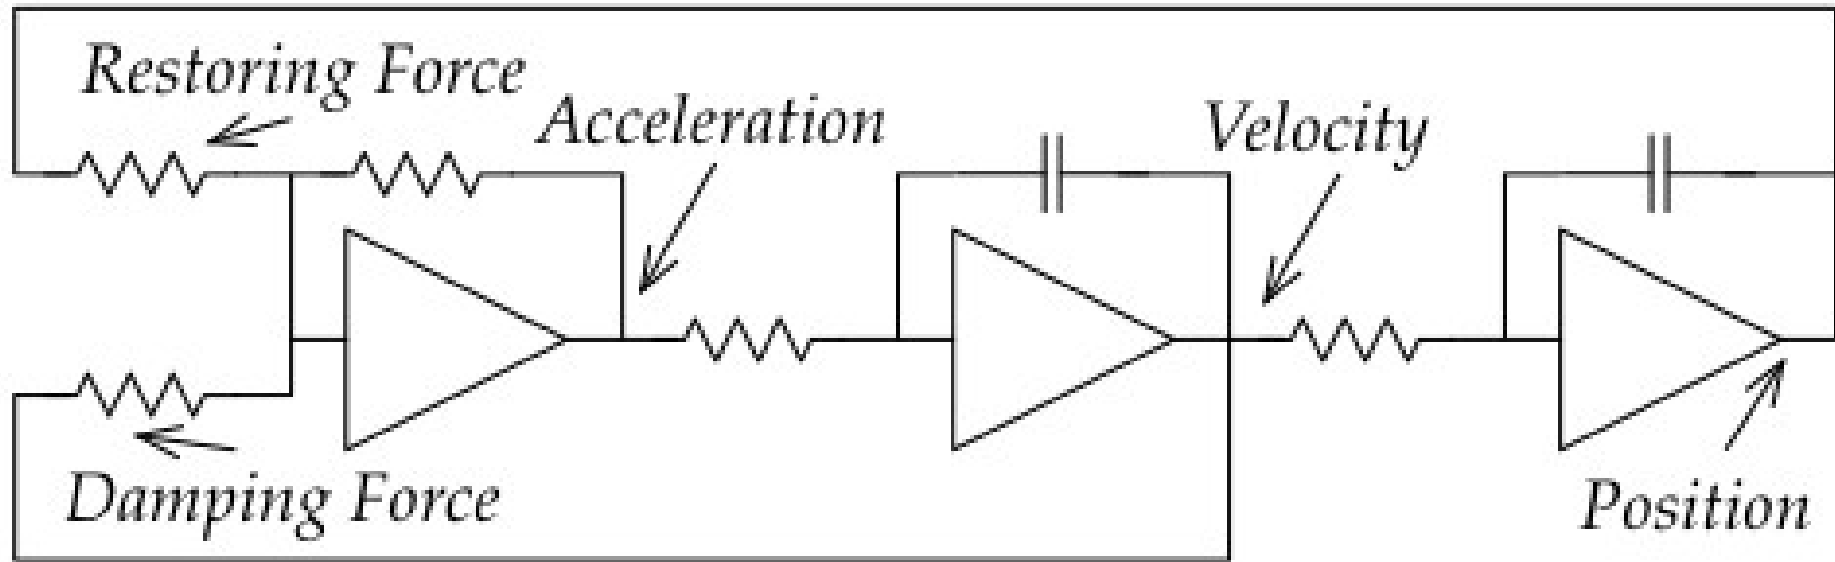 Restoring Force
Acceleration
Velocity
Damping Force
Position